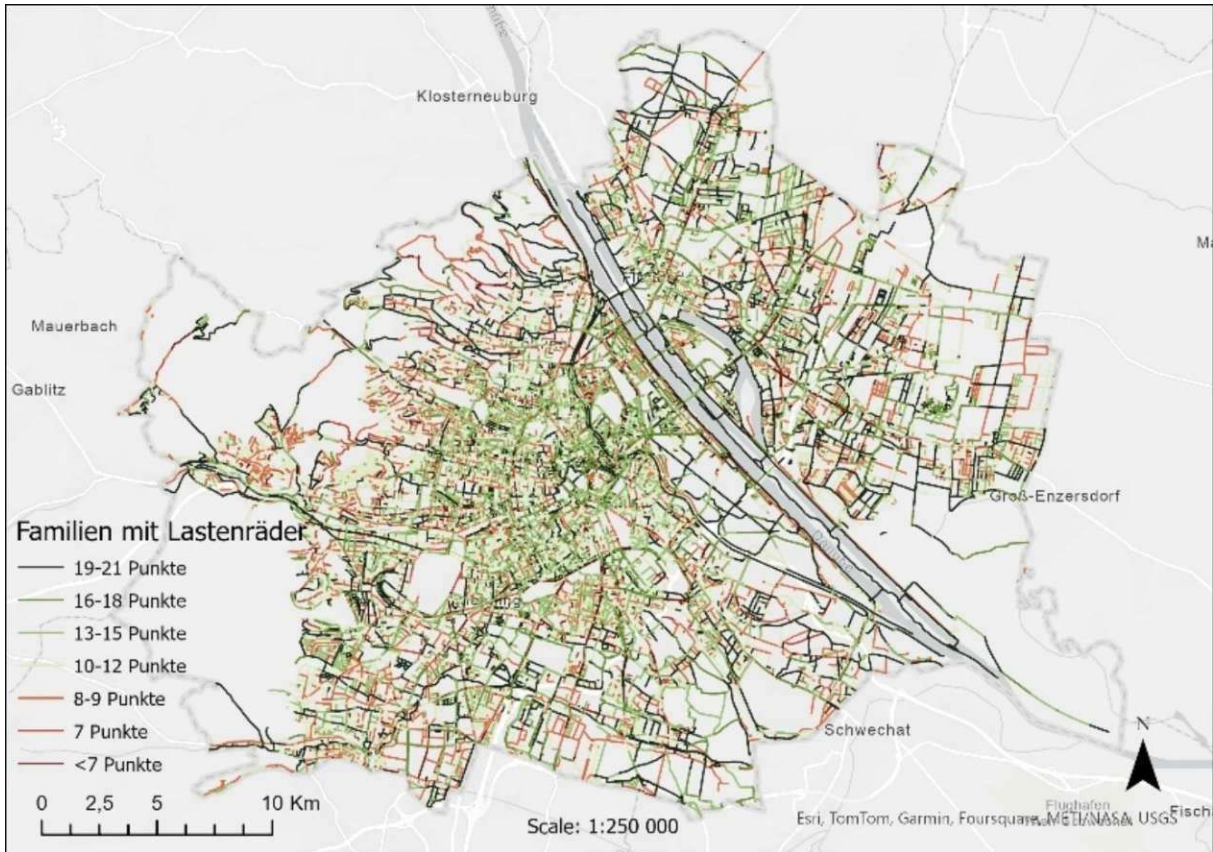 Klosterneuburg
Mauerbach
Gablitz
Groß-Enzersdorf
Donau
Familien mit Lastenräder
19-21 Punkte
16-18 Punkte
13-15 Punkte
10-12 Punkte
8-9 Punkte
7 Punkte
<7 Punkte
Schwechat
N
0 2,5 5 10 Km
Scale: 1:250 000
Flughafen
Esri, TomTom, Garmin, Foursquare, METI/NASA, USGS